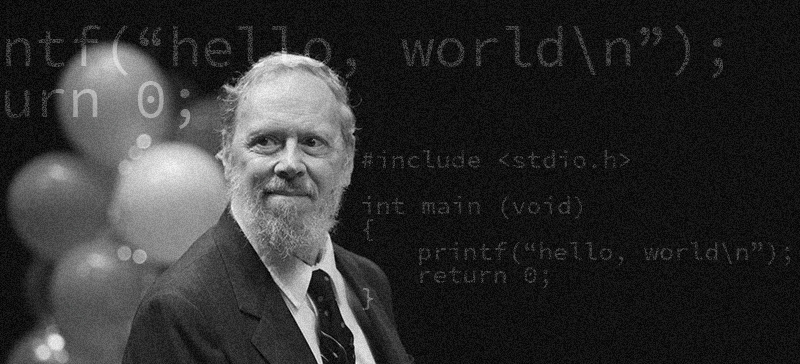 ntf(“hello, world\n”);
urn 0;
#include <stdio.h>
int main (void)
{
printf(“hello, world\n”);
return 0;
}